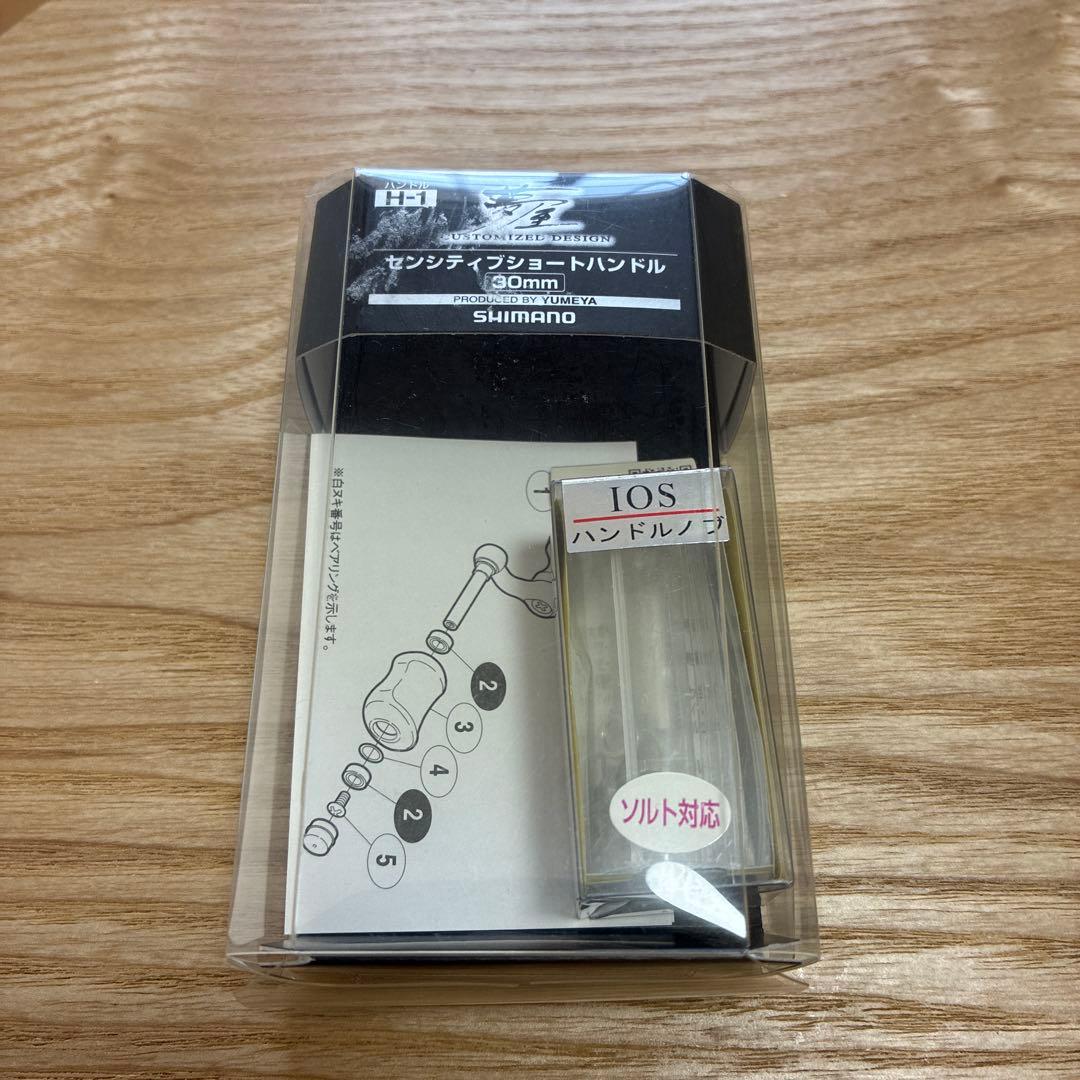 ハンドル
H-1
夢屋
CUSTOMIZED DESIGN
センシティブショートハンドル
30mm
PRODUCED BY YUMEYA
SHIMANO
※白ヌキ番号はベアリングを示します。
1
2
3
4
2
5
IOS
ハンドルノブ
ソルト対応